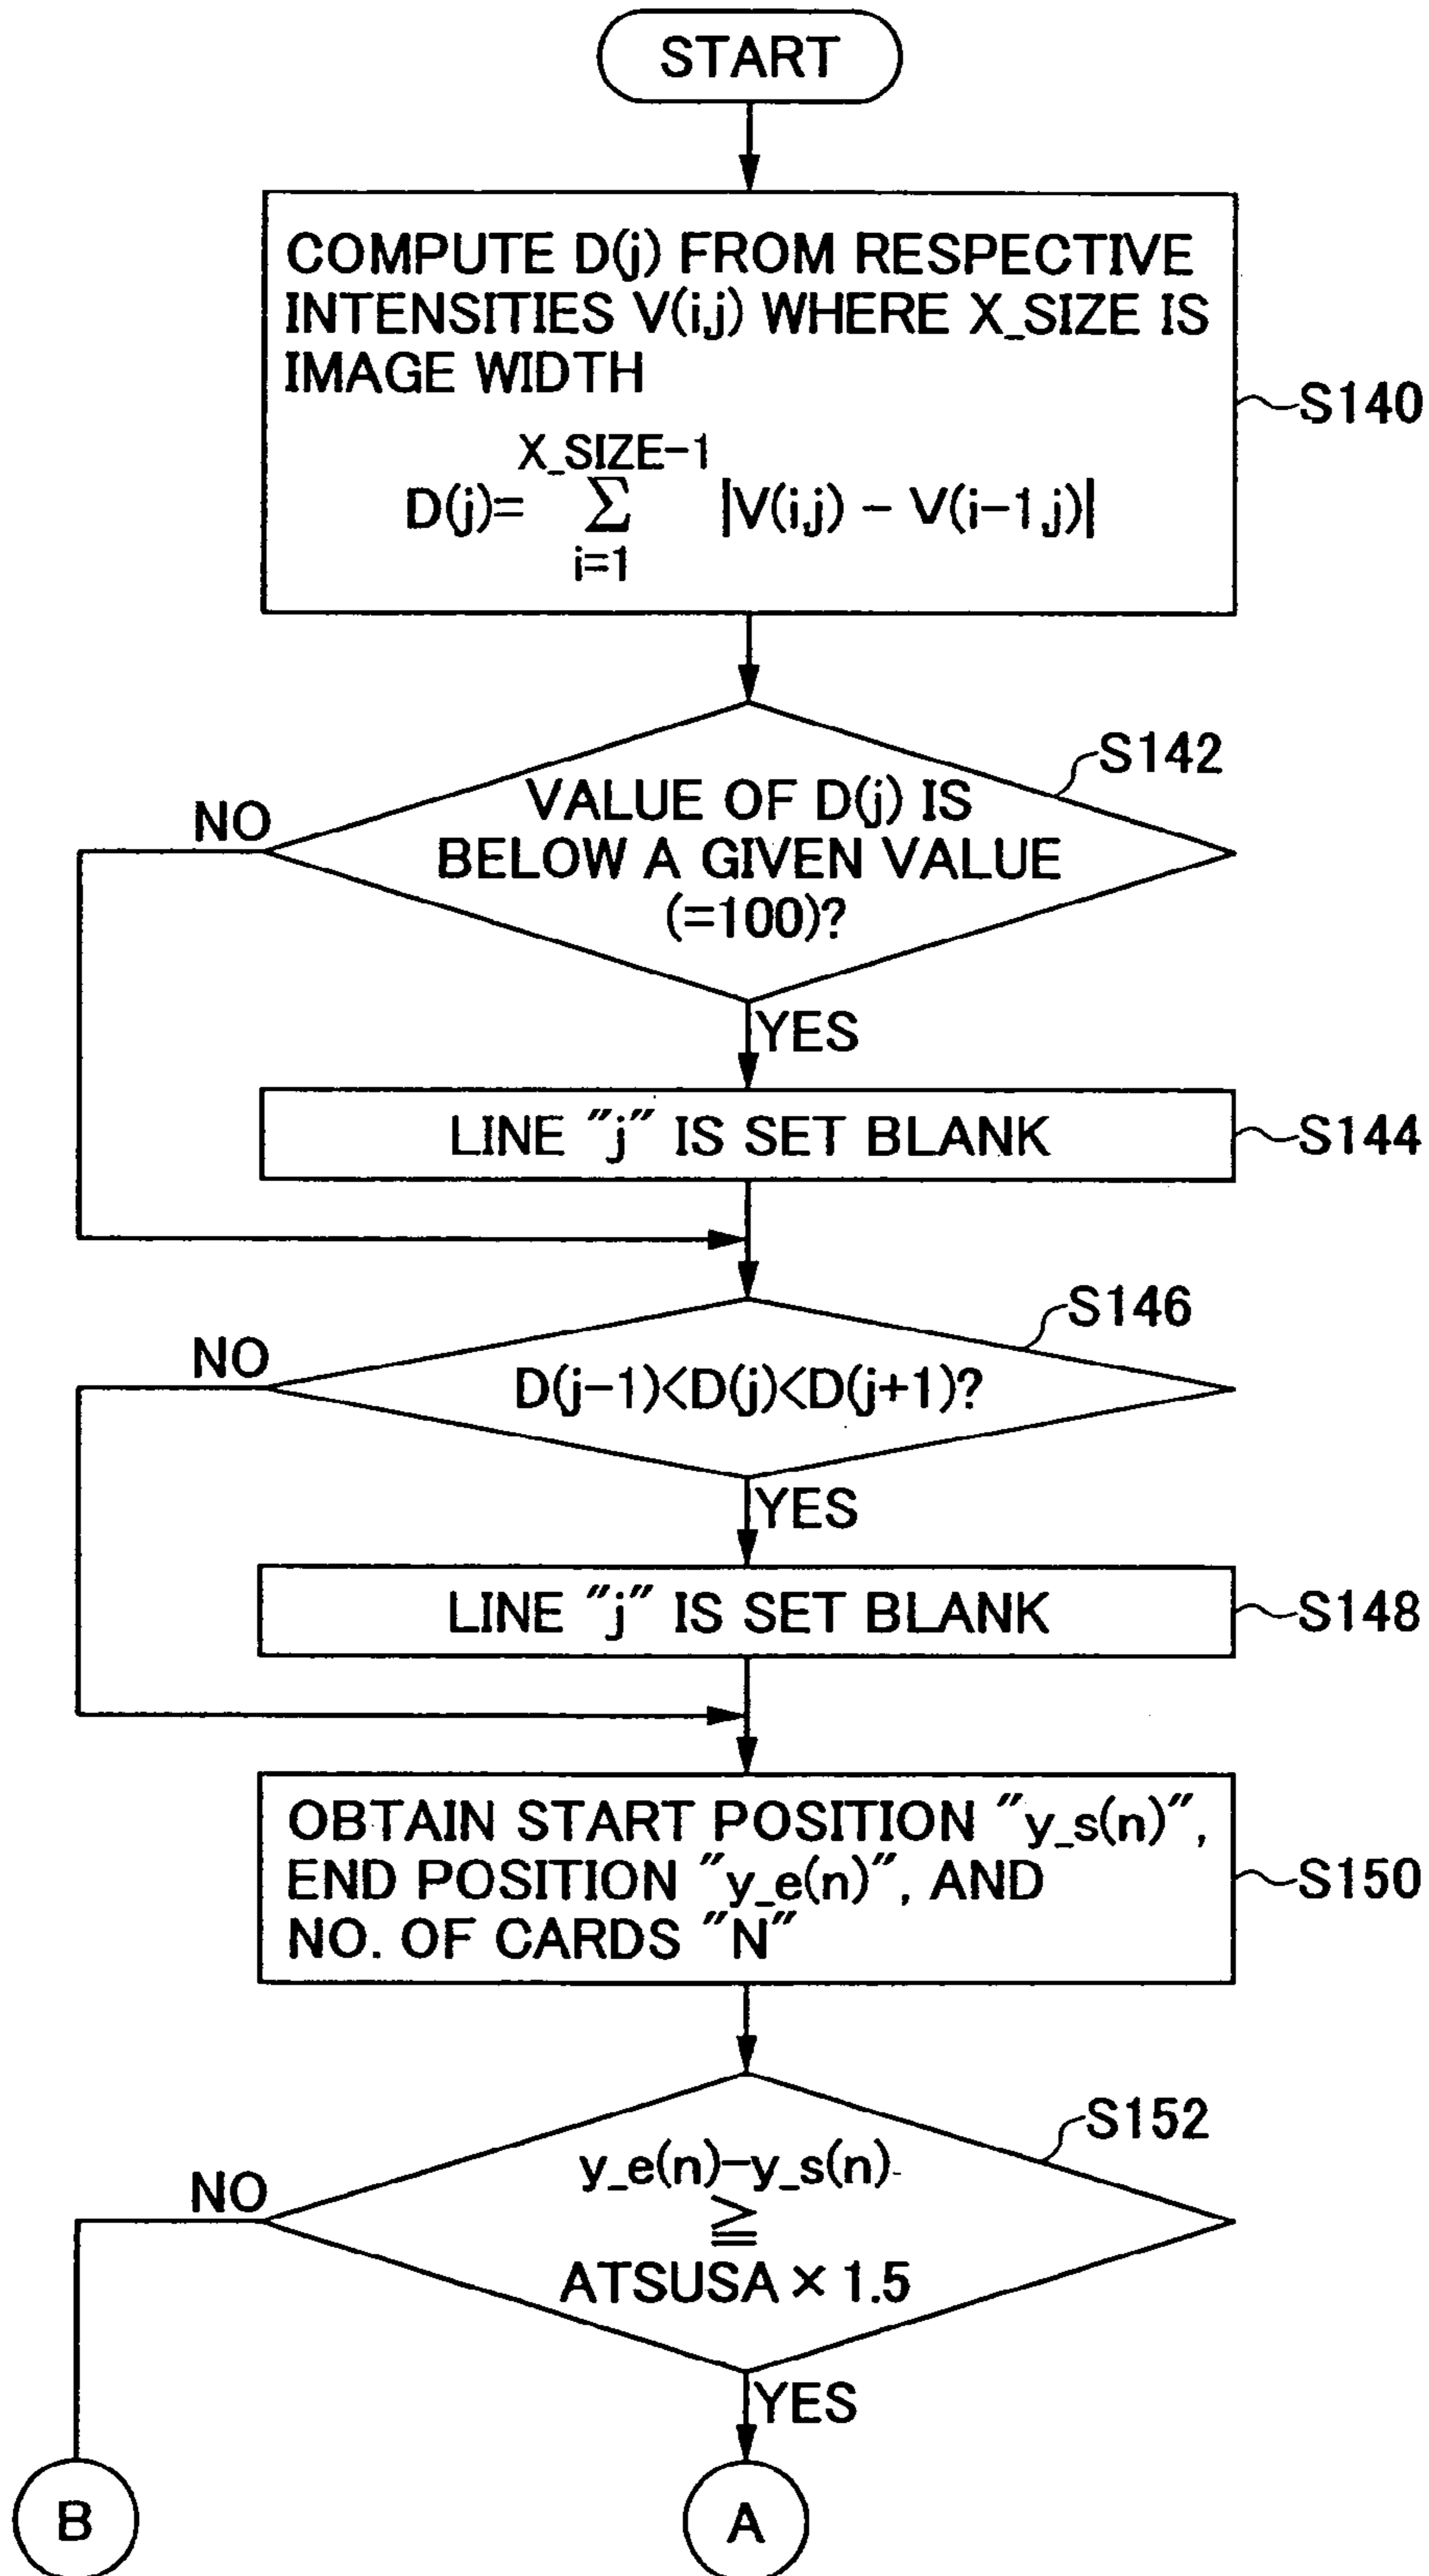 START
COMPUTE D(j) FROM RESPECTIVE
INTENSITIES V(i,j) WHERE X_SIZE IS
IMAGE WIDTH
S140
X_SIZE−1
D(j)= Σ |V(i,j) − V(i−1,j)|
i=1
S142
VALUE OF D(j) IS
NO
BELOW A GIVEN VALUE
(=100)?
YES
LINE ″j″ IS SET BLANK
S144
S146
NO
D(j−1)<D(j)<D(j+1)?
YES
LINE ″j″ IS SET BLANK
S148
OBTAIN START POSITION ″y_s(n)″,
END POSITION ″y_e(n)″, AND
S150
NO. OF CARDS ″N″
S152
y_e(n)−y_s(n)
NO
≧
ATSUSA × 1.5
YES
B
A